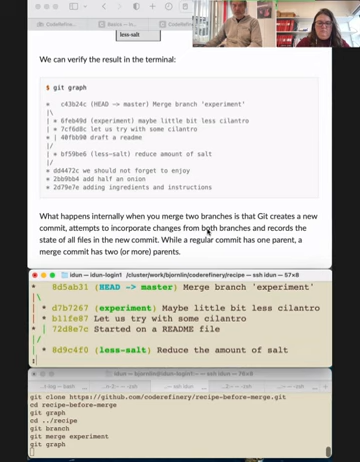 less-salt
We can verify the result in the terminal:
$ git graph
*   c43b24c (HEAD -> master) Merge branch 'experiment'
|\
| * 6feb49d (experiment) maybe little bit less cilantro
| * 7cf6d8c let us try with some cilantro
* | 40fbb90 draft a readme
|/
| * bf59be6 (less-salt) reduce amount of salt
|/
* dd4472c we should not forget to enjoy
* 2bb9bb4 add half an onion
* 2d79e7e adding ingredients and instructions
What happens internally when you merge two branches is that Git creates a new
commit, attempts to incorporate changes from both branches and records the
state of all files in the new commit. While a regular commit has one parent, a
merge commit has two (or more) parents.
idun — idun-login1 /cluster/work/bjornlin/coderefinery/recipe — ssh idun — 57×8
*   8d5ab31 (HEAD -> master) Merge branch 'experiment'
|\
| * d7b7267 (experiment) Maybe little bit less cilantro
| * b11fe07 Let us try with some cilantro
* | 72d8e7c Started on a README file
|/
| * 8d9c4f0 (less-salt) Reduce the amount of salt
git clone https://github.com/coderefinery/recipe-before-merge.git
cd recipe-before-merge
git graph
cd ../recipe
git branch
git merge experiment
git graph